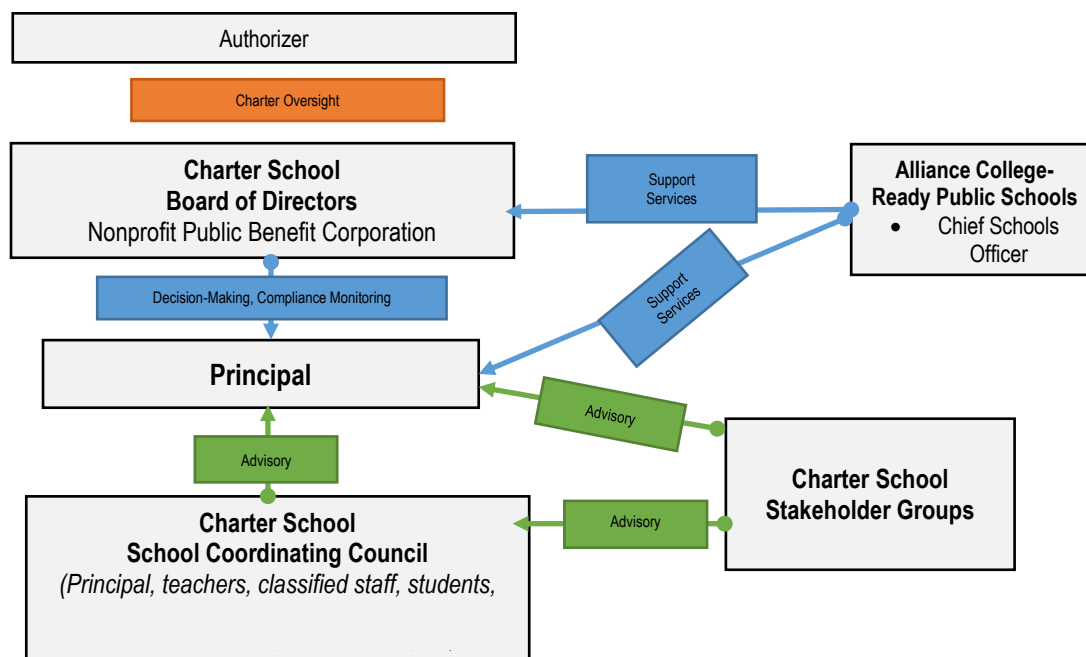 Authorizer
Charter Oversight
Charter School
Board of Directors
Nonprofit Public Benefit Corporation
Support
Services
Alliance College-
Ready Public Schools
• Chief Schools
Officer
Decision-Making, Compliance Monitoring
Support
Services
Principal
Advisory
Advisory
Charter School
Stakeholder Groups
Charter School
School Coordinating Council
(Principal, teachers, classified staff, students,
Advisory